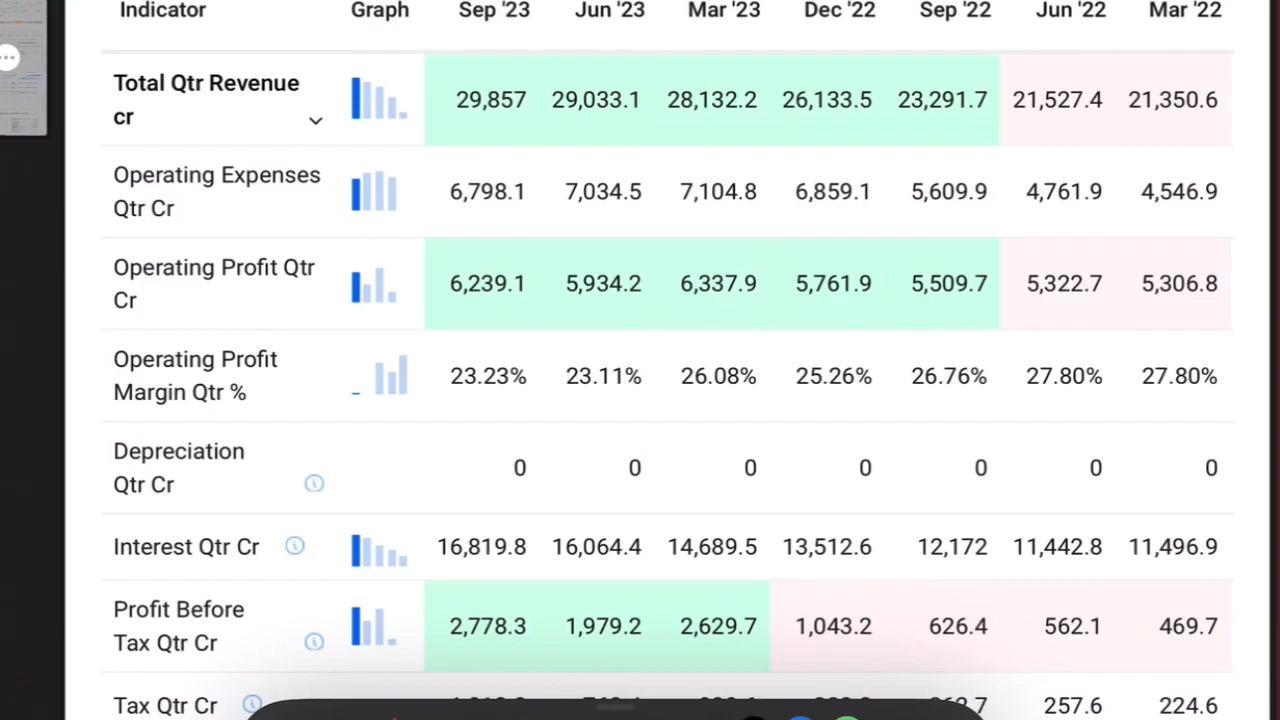 Indicator Graph Sep '23 Jun '23 Mar '23 Dec '22 Sep '22 Jun '22 Mar '22
Total Qtr Revenue
cr 29,857 29,033.1 28,132.2 26,133.5 23,291.7 21,527.4 21,350.6
Operating Expenses
Qtr Cr 6,798.1 7,034.5 7,104.8 6,859.1 5,609.9 4,761.9 4,546.9
Operating Profit Qtr
Cr 6,239.1 5,934.2 6,337.9 5,761.9 5,509.7 5,322.7 5,306.8
Operating Profit
Margin Qtr % 23.23% 23.11% 26.08% 25.26% 26.76% 27.80% 27.80%
Depreciation
Qtr Cr 0 0 0 0 0 0 0
Interest Qtr Cr 16,819.8 16,064.4 14,689.5 13,512.6 12,172 11,442.8 11,496.9
Profit Before
Tax Qtr Cr 2,778.3 1,979.2 2,629.7 1,043.2 626.4 562.1 469.7
Tax Qtr Cr 257.6 224.6